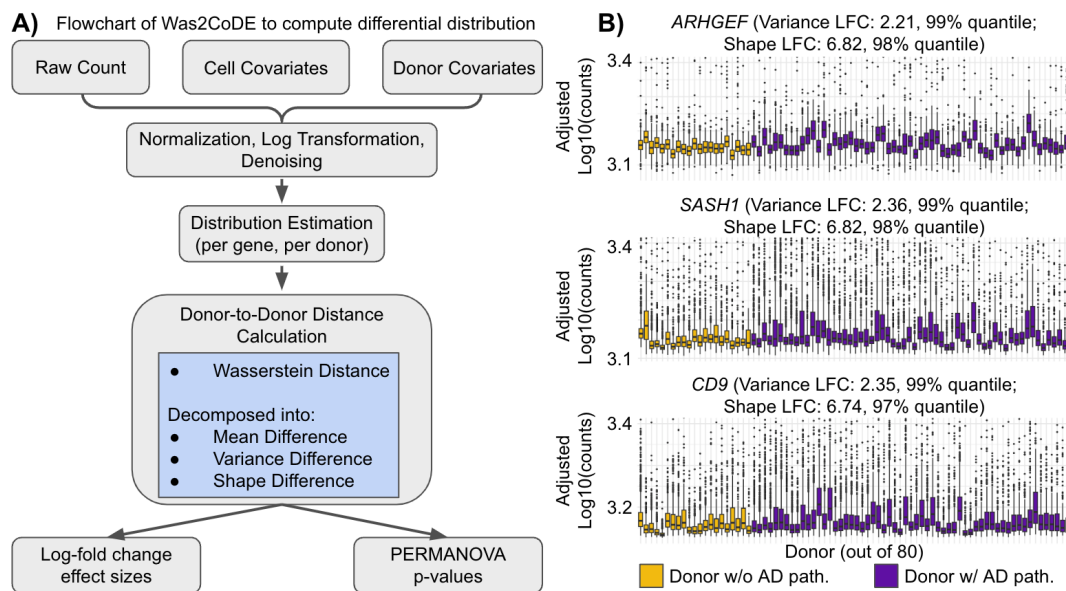 A) Flowchart of Was2CoDE to compute differential distribution
Raw Count
Cell Covariates
Donor Covariates
Normalization, Log Transformation,
Denoising
Distribution Estimation
(per gene, per donor)
Donor-to-Donor Distance
Calculation
● Wasserstein Distance
Decomposed into:
● Mean Difference
● Variance Difference
● Shape Difference
Log-fold change
effect sizes
PERMANOVA
p-values
B) ARHGEF (Variance LFC: 2.21, 99% quantile;
Shape LFC: 6.82, 98% quantile)
3.4
Adjusted
Log10(counts)
3.1
SASH1 (Variance LFC: 2.36, 99% quantile;
Shape LFC: 6.82, 98% quantile)
3.4
Adjusted
Log10(counts)
3.1
CD9 (Variance LFC: 2.35, 99% quantile;
Shape LFC: 6.74, 97% quantile)
3.4
Adjusted
Log10(counts)
3.2
Donor (out of 80)
Donor w/o AD path.
Donor w/ AD path.